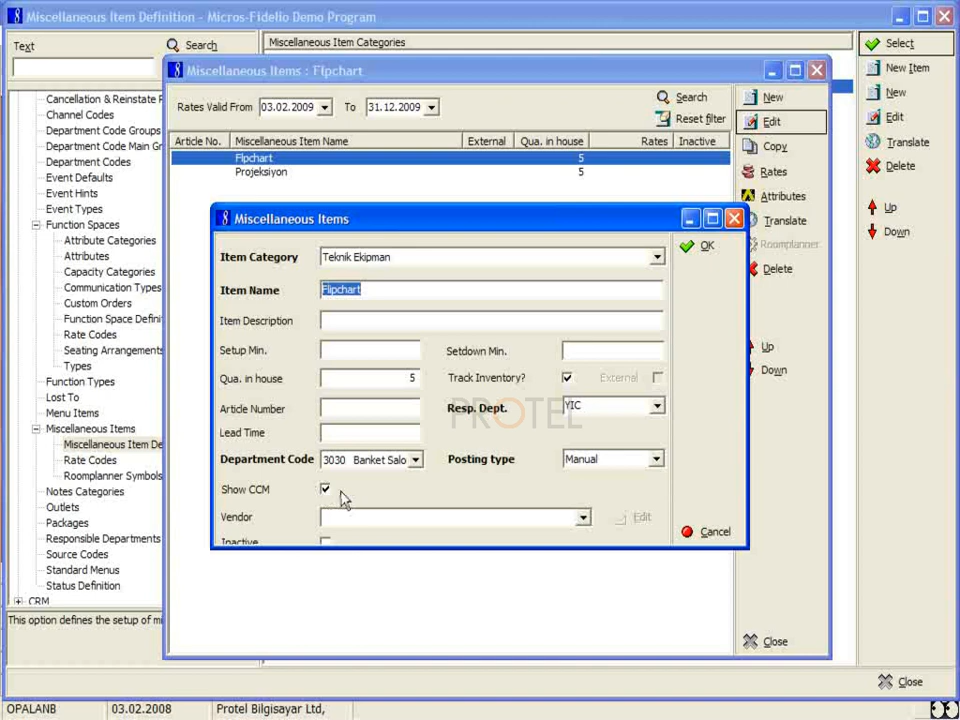 Miscellaneous Item Definition - Micros-Fidelio Demo Program
Text
Search
Miscellaneous Item Categories
Select
New Item
New
Edit
Translate
Delete
Up
Down
Cancellation & Reinstate R
Channel Codes
Department Code Groups
Department Code Main Gr
Department Codes
Event Defaults
Event Hints
Event Types
Function Spaces
Attribute Categories
Attributes
Capacity Categories
Communication Types
Custom Orders
Function Space Defini
Rate Codes
Seating Arrangements
Types
Function Types
Lost To
Menu Items
Miscellaneous Items
Miscellaneous Item De
Rate Codes
Roomplanner Symbols
Notes Categories
Outlets
Packages
Responsible Departments
Source Codes
Standard Menus
Status Definition
CRM
This option defines the setup of mi
Miscellaneous Items : Flpchart
Rates Valid From 03.02.2009 To 31.12.2009
Search
Reset filter
Article No. Miscellaneous Item Name External Qua. in house Rates Inactive
Flpchart 5
Projeksiyon 5
New
Edit
Copy
Rates
Attributes
Translate
Roomplanner
Delete
Up
Down
Close
Miscellaneous Items
Item Category Teknik Ekipman
Item Name Flipchart
Item Description
Setup Min. Setdown Min.
Qua. in house 5 Track Inventory? External
Article Number Resp. Dept. YIC
Lead Time
Department Code 3030 Banket Salo Posting type Manual
Show CCM
Vendor Edit
Inactive
OK
Cancel
PROTEL
Close
OPALANB 03.02.2008 Protel Bilgisayar Ltd,